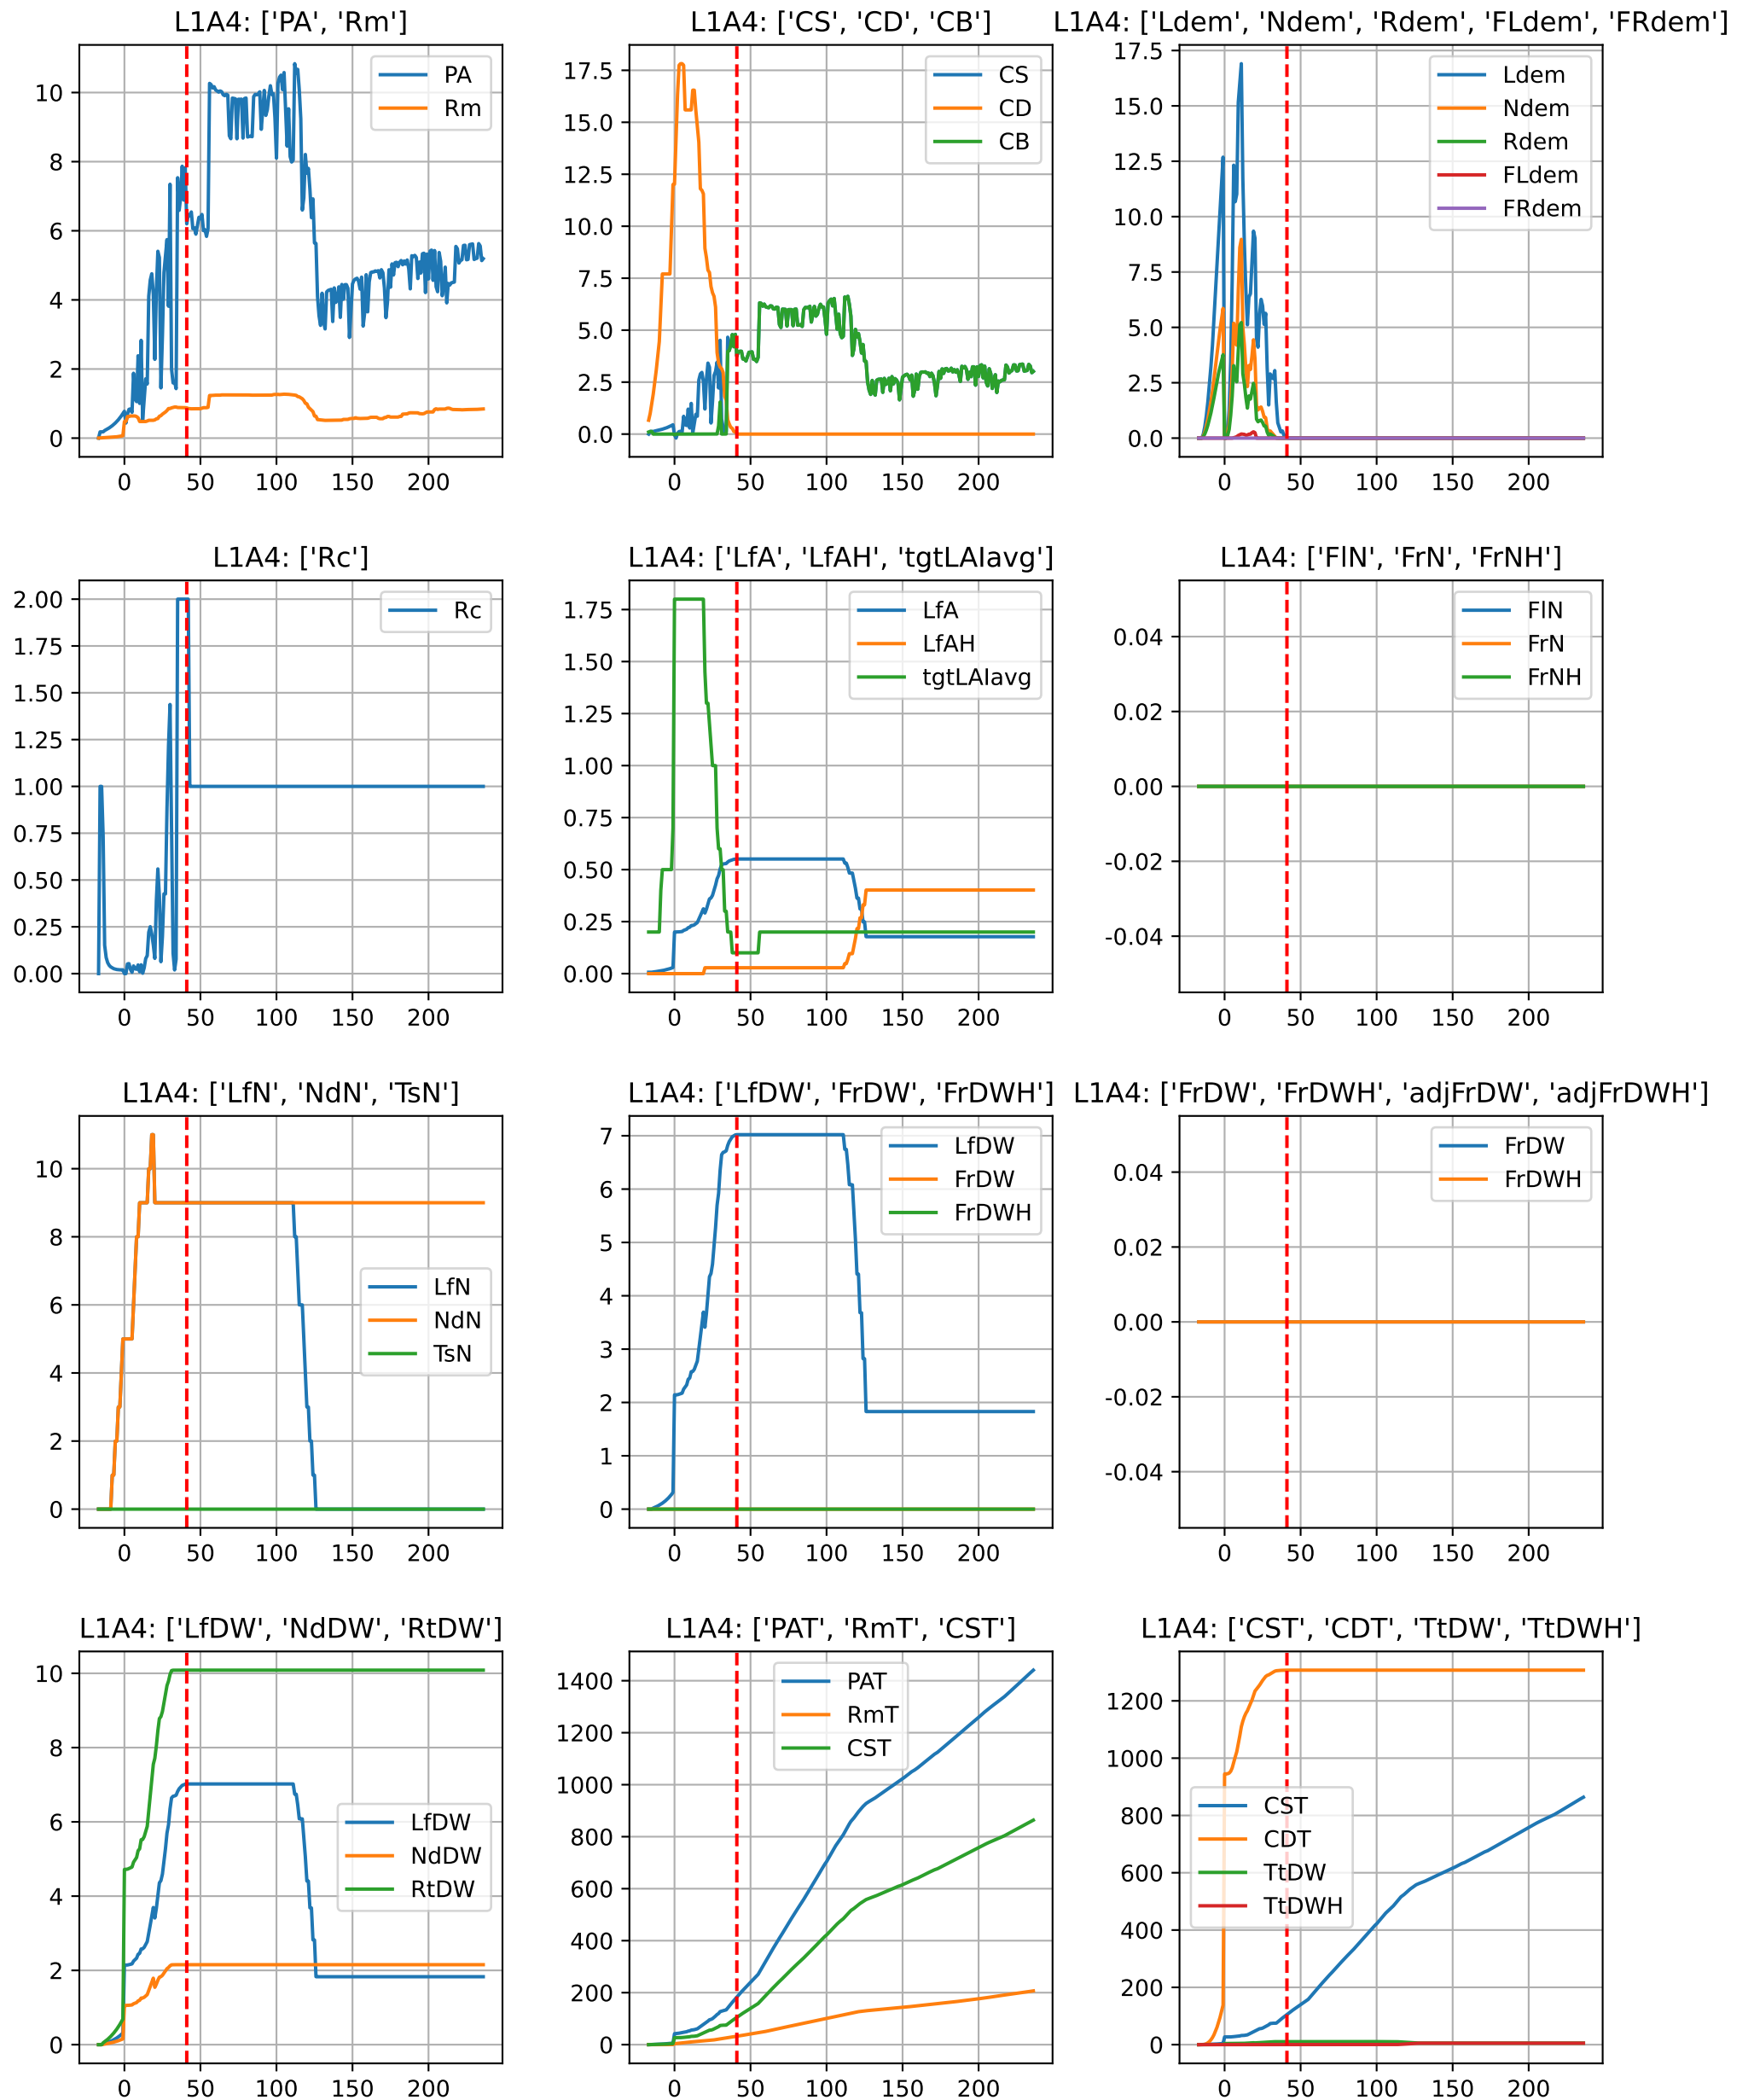 L1A4: ['PA', 'Rm']
PA
Rm
10
8
6
4
2
0
0 50 100 150 200
L1A4: ['CS', 'CD', 'CB']
CS
CD
CB
17.5
15.0
12.5
10.0
7.5
5.0
2.5
0.0
0 50 100 150 200
L1A4: ['Ldem', 'Ndem', 'Rdem', 'FLdem', 'FRdem']
Ldem
Ndem
Rdem
FLdem
FRdem
17.5
15.0
12.5
10.0
7.5
5.0
2.5
0.0
0 50 100 150 200
L1A4: ['Rc']
Rc
2.00
1.75
1.50
1.25
1.00
0.75
0.50
0.25
0.00
0 50 100 150 200
L1A4: ['LfA', 'LfAH', 'tgtLAIavg']
LfA
LfAH
tgtLAIavg
1.75
1.50
1.25
1.00
0.75
0.50
0.25
0.00
0 50 100 150 200
L1A4: ['FlN', 'FrN', 'FrNH']
FlN
FrN
FrNH
0.04
0.02
0.00
-0.02
-0.04
0 50 100 150 200
L1A4: ['LfN', 'NdN', 'TsN']
LfN
NdN
TsN
10
8
6
4
2
0
0 50 100 150 200
L1A4: ['LfDW', 'FrDW', 'FrDWH']
LfDW
FrDW
FrDWH
7
6
5
4
3
2
1
0
0 50 100 150 200
L1A4: ['FrDW', 'FrDWH', 'adjFrDW', 'adjFrDWH']
FrDW
FrDWH
0.04
0.02
0.00
-0.02
-0.04
0 50 100 150 200
L1A4: ['LfDW', 'NdDW', 'RtDW']
LfDW
NdDW
RtDW
10
8
6
4
2
0
0 50 100 150 200
L1A4: ['PAT', 'RmT', 'CST']
PAT
RmT
CST
1400
1200
1000
800
600
400
200
0
0 50 100 150 200
L1A4: ['CST', 'CDT', 'TtDW', 'TtDWH']
CST
CDT
TtDW
TtDWH
1200
1000
800
600
400
200
0
0 50 100 150 200